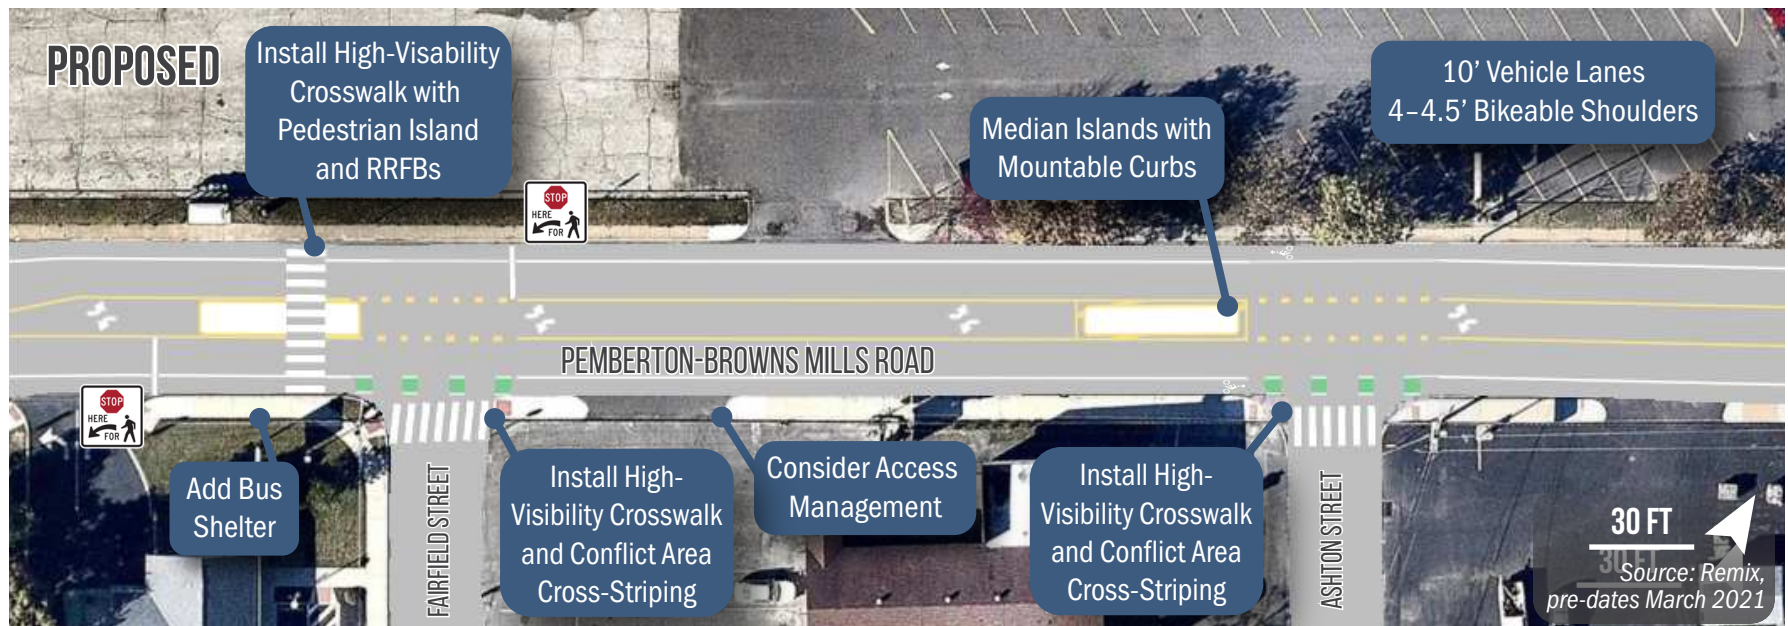 PROPOSED
Install High-Visability
Crosswalk with
Pedestrian Island
and RRFBs
10' Vehicle Lanes
4–4.5' Bikeable Shoulders
Median Islands with
Mountable Curbs
STOP
HERE
FOR
PEMBERTON-BROWNS MILLS ROAD
STOP
HERE
FOR
Add Bus
Shelter
FAIRFIELD STREET
Install High-
Visibility Crosswalk
and Conflict Area
Cross-Striping
Consider Access
Management
Install High-
Visibility Crosswalk
and Conflict Area
Cross-Striping
ASHTON STREET
30 FT
30 FT
Source: Remix,
pre-dates March 2021